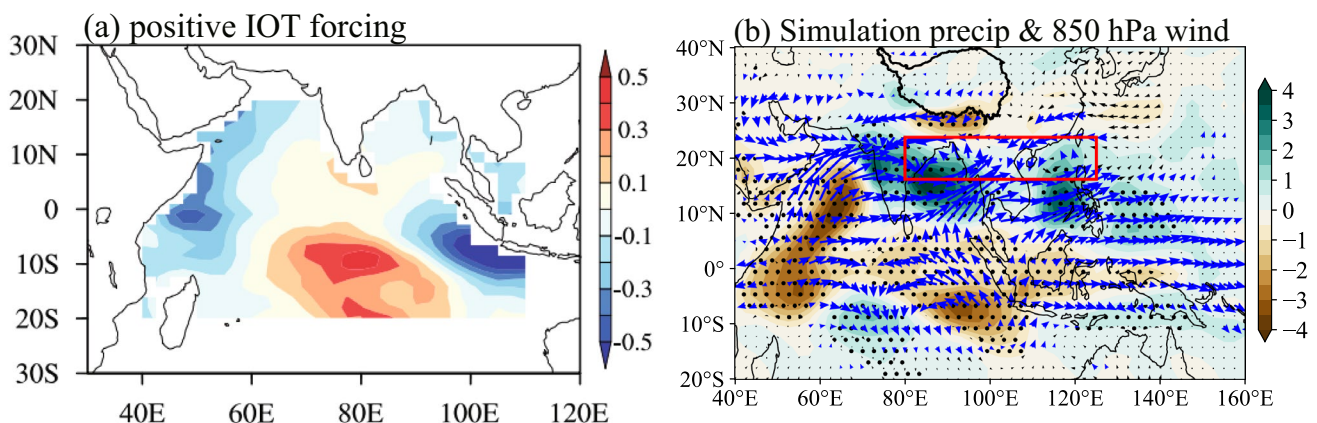 (a) positive IOT forcing
30N
20N
10N
0
10S
20S
30S
40E 60E 80E 100E 120E
0.5
0.3
0.1
-0.1
-0.3
-0.5
(b) Simulation precip & 850 hPa wind
40°N
30°N
20°N
10°N
0°
10°S
20°S
40°E 60°E 80°E 100°E 120°E 140°E 160°E
4
3
2
1
0
−1
−2
−3
−4